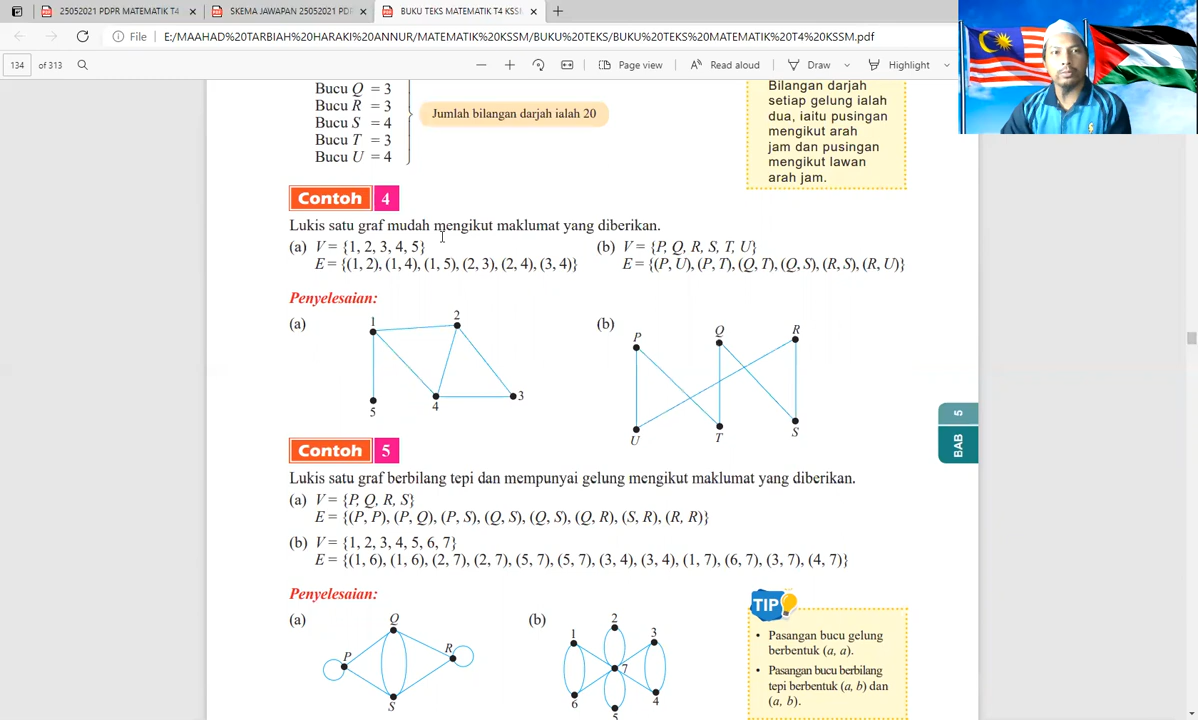 25052021 PDPR MATEMATIK T4
SKEMA JAWAPAN 25052021 PDF
BUKU TEKS MATEMATIK T4 KSS
File
E:/MAAHAD%20TARBIAH%20HARAKI%20ANNUR/MATEMATIK%20KSSM/BUKU%20TEKS/BUKU%20TEKS%20MATEMATIK%20T4%20KSSM.pdf
134 of 313
Page view
Read aloud
Draw
Highlight
Bucu Q = 3
Bucu R = 3
Bucu S = 4
Bucu T = 3
Bucu U = 4
Jumlah bilangan darjah ialah 20
Bilangan darjah
setiap gelung ialah
dua, iaitu pusingan
mengikut arah
jam dan pusingan
mengikut lawan
arah jam.
Contoh 4
Lukis satu graf mudah mengikut maklumat yang diberikan.
(a) V = {1, 2, 3, 4, 5}
E = {(1, 2), (1, 4), (1, 5), (2, 3), (2, 4), (3, 4)}
(b) V = {P, Q, R, S, T, U}
E = {(P, U), (P, T), (Q, T), (Q, S), (R, S), (R, U)}
Penyelesaian:
(a)
1
2
3
4
5
(b)
P
Q
R
U
T
S
5
BAB
Contoh 5
Lukis satu graf berbilang tepi dan mempunyai gelung mengikut maklumat yang diberikan.
(a) V = {P, Q, R, S}
E = {(P, P), (P, Q), (P, S), (Q, S), (Q, S), (Q, R), (S, R), (R, R)}
(b) V = {1, 2, 3, 4, 5, 6, 7}
E = {(1, 6), (1, 6), (2, 7), (2, 7), (5, 7), (5, 7), (3, 4), (3, 4), (1, 7), (6, 7), (3, 7), (4, 7)}
Penyelesaian:
(a)
Q
P
R
S
(b)
1
2
3
7
6
5
4
TIP
• Pasangan bucu gelung
berbentuk (a, a).
• Pasangan bucu berbilang
tepi berbentuk (a, b) dan
(a, b).